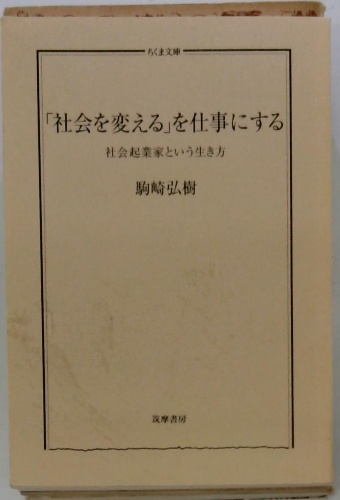 ちくま文庫
「社会を変える」を仕事にする
社会起業家という生き方
駒崎弘樹
筑摩書房